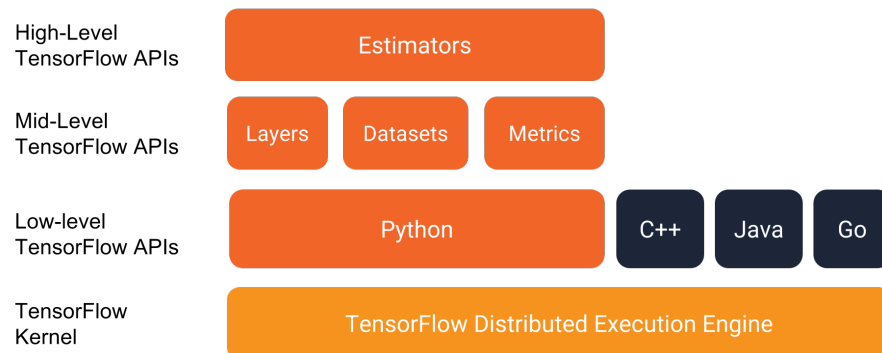 High-Level
TensorFlow APIs
Estimators
Mid-Level
TensorFlow APIs
Layers
Datasets
Metrics
Low-level
TensorFlow APIs
Python
C++
Java
Go
TensorFlow
Kernel
TensorFlow Distributed Execution Engine